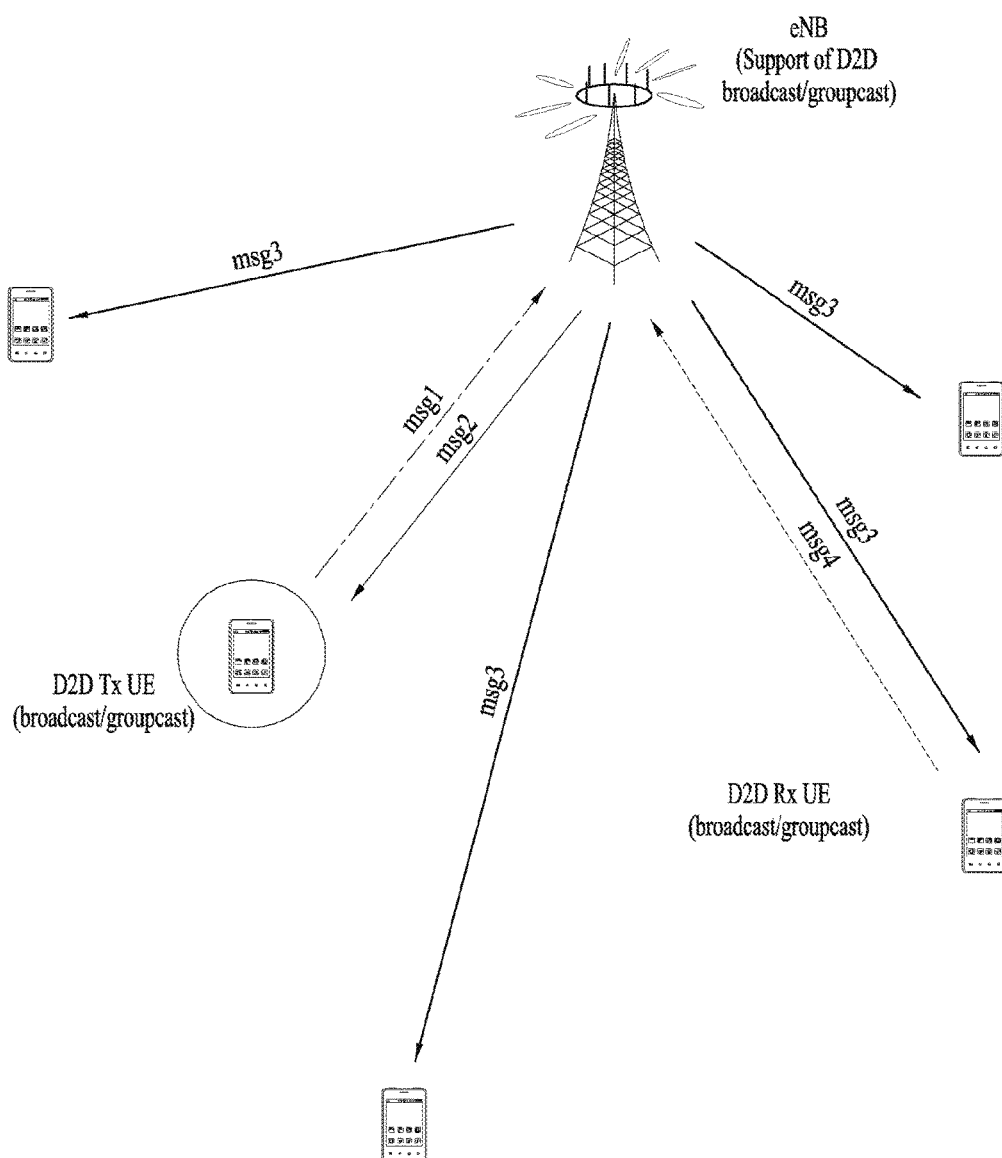 eNB
(Support of D2D
broadcast/groupcast)
msg3
msg3
msg1
msg2
msg3
msg4
msg3
D2D Tx UE
(broadcast/groupcast)
D2D Rx UE
(broadcast/groupcast)